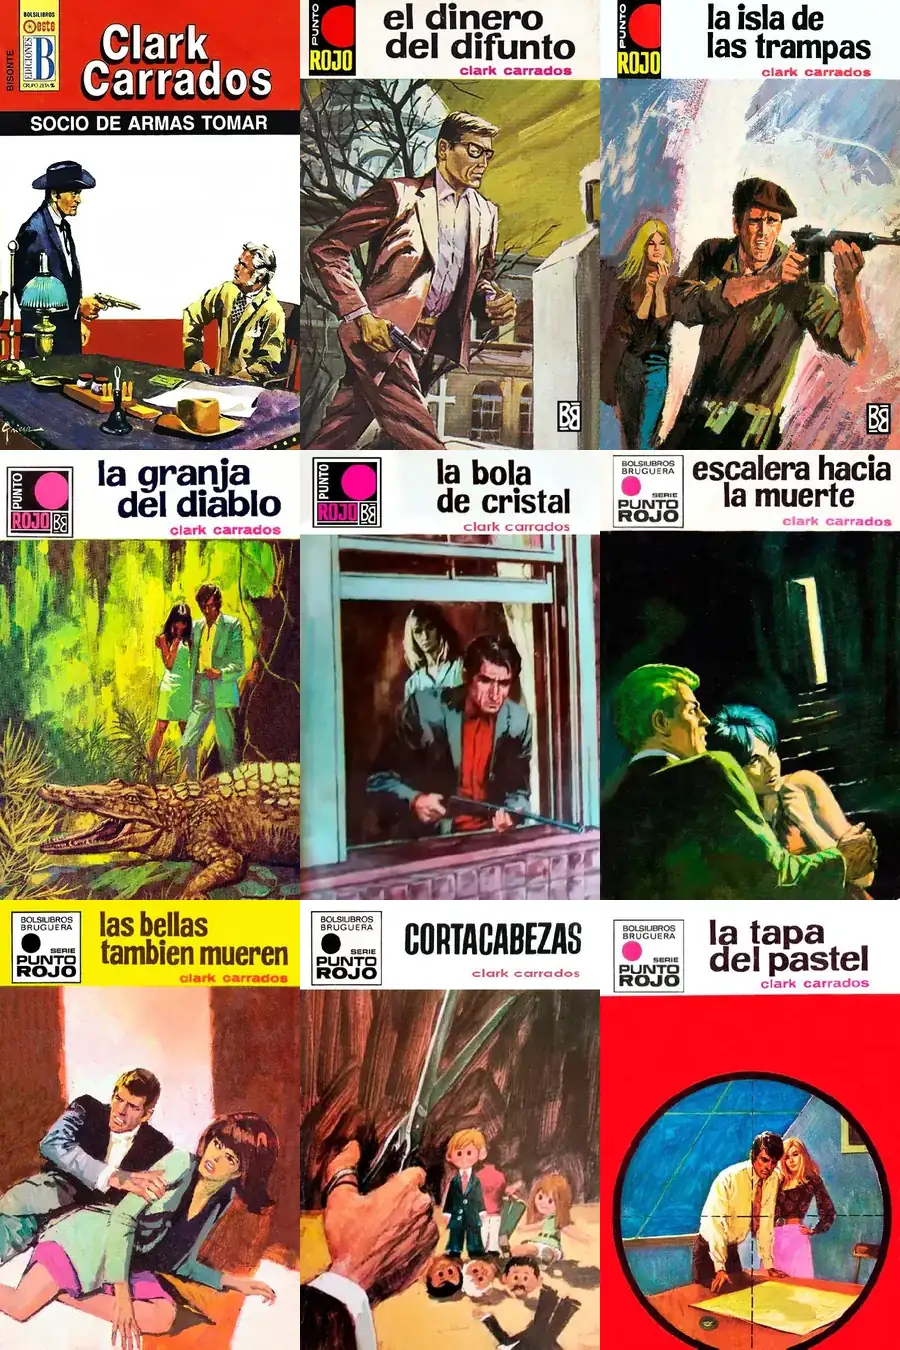 BOLSILIBROS
Oeste
BISONTE
EDICIONES
B
GRUPO ZETA
Clark
Carrados
SOCIO DE ARMAS TOMAR
PUNTO
ROJO
el dinero
del difunto
clark carrados
B
B
PUNTO
ROJO
la isla de
las trampas
clark carrados
B
B
PUNTO
ROJO
B
B
la granja
del diablo
clark carrados
PUNTO
ROJO
B
B
la bola
de cristal
clark carrados
BOLSILIBROS
BRUGUERA
SERIE
PUNTO
ROJO
escalera hacia
la muerte
clark carrados
BOLSILIBROS
BRUGUERA
SERIE
PUNTO
ROJO
las bellas
tambien mueren
clark carrados
BOLSILIBROS
BRUGUERA
SERIE
PUNTO
ROJO
CORTACABEZAS
clark carrados
BOLSILIBROS
BRUGUERA
SERIE
PUNTO
ROJO
la tapa
del pastel
clark carrados